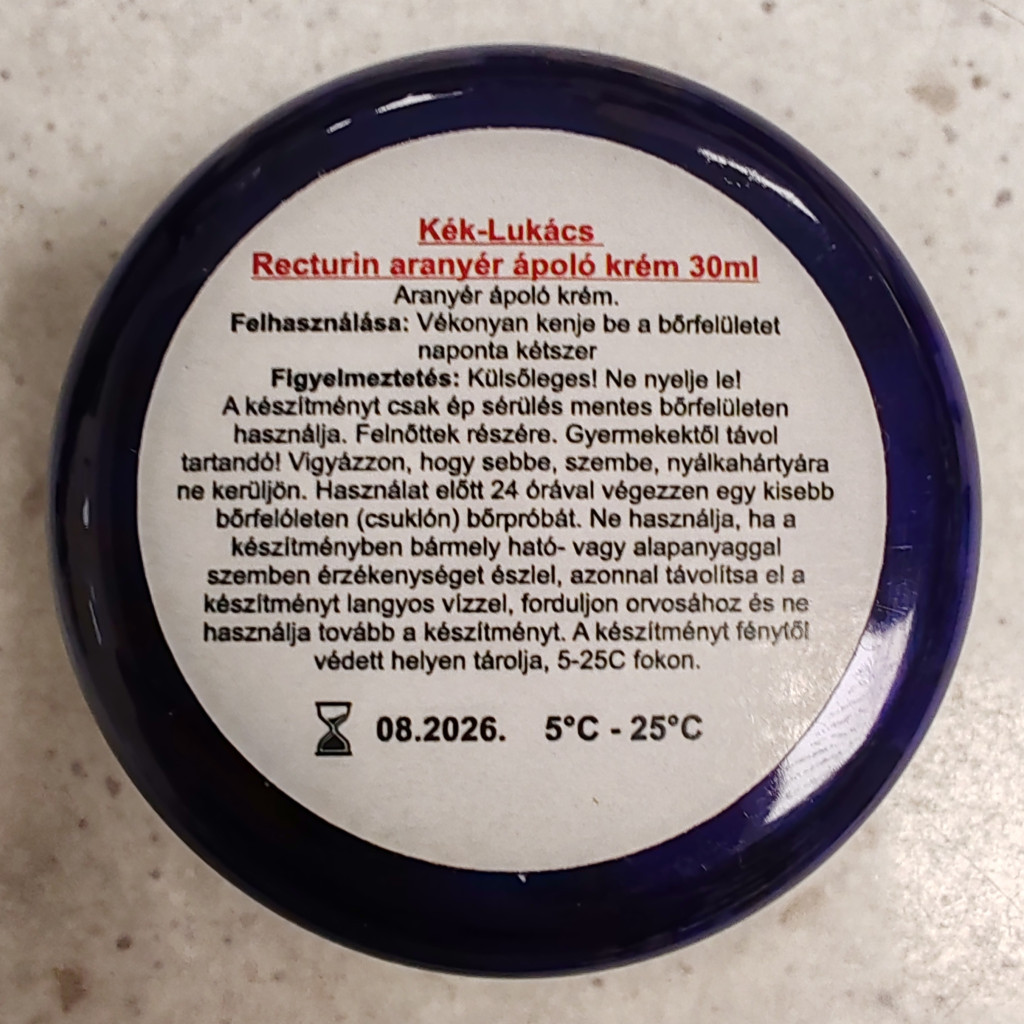 Kék-Lukács
Recturin aranyér ápoló krém 30ml
Aranyér ápoló krém.
Felhasználása: Vékonyan kenje be a bőrfelületet
naponta kétszer
Figyelmeztetés: Külsőleges! Ne nyelje le!
A készítményt csak ép sérülés mentes bőrfelületen
használja. Felnőttek részére. Gyermekektől távol
tartandó! Vigyázzon, hogy sebbe, szembe, nyálkahártyára
ne kerüljön. Használat előtt 24 órával végezzen egy kisebb
bőrfelóleten (csuklón) bőrpróbát. Ne használja, ha a
készítményben bármely ható- vagy alapanyaggal
szemben érzékenységet észlel, azonnal távolítsa el a
készítményt langyos vízzel, forduljon orvosához és ne
használja tovább a készítményt. A készítményt fénytől
védett helyen tárolja, 5-25C fokon.
08.2026. 5°C - 25°C